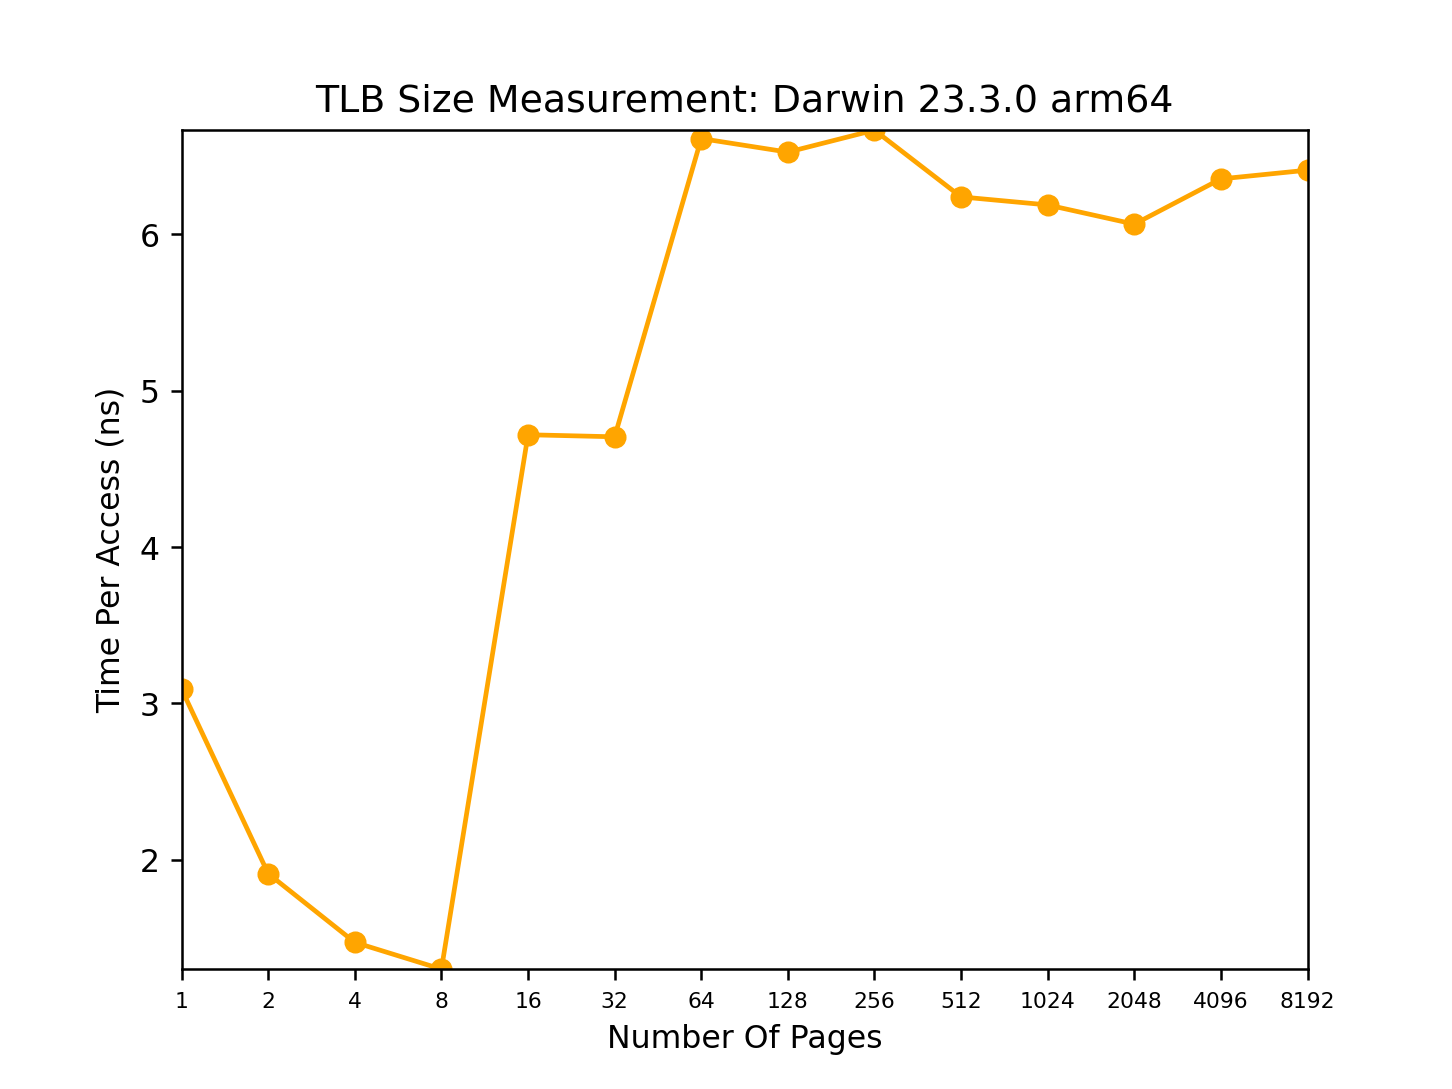 TLB Size Measurement: Darwin 23.3.0 arm64
6
5
4
3
2
Time Per Access (ns)
1 2 4 8 16 32 64 128 256 512 1024 2048 4096 8192
Number Of Pages